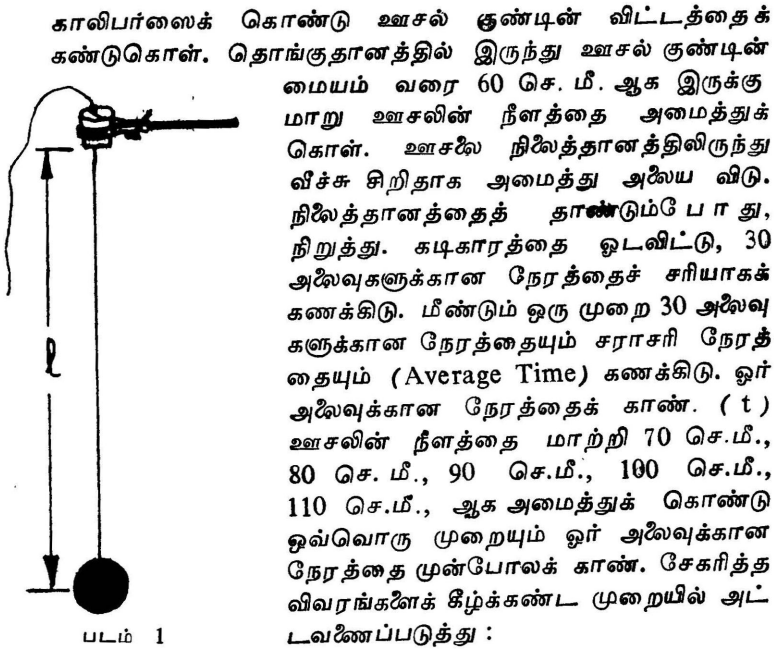 காலிபர்ஸைக் கொண்டு ஊசல் குண்டின் விட்டத்தைக்
கண்டுகொள். தொங்குதானத்தில் இருந்து ஊசல் குண்டின்
மையம் வரை 60 செ. மீ. ஆக இருக்கு
மாறு ஊசலின் நீளத்தை அமைத்துக்
கொள். ஊசலை நிலைத்தானத்திலிருந்து
வீச்சு சிறிதாக அமைத்து அலைய விடு.
நிலைத்தானத்தைத் தாண்டும்போது,
நிறுத்து. கடிகாரத்தை ஓடவிட்டு, 30
அலைவுகளுக்கான நேரத்தைச் சரியாகக்
கணக்கிடு. மீண்டும் ஒரு முறை 30 அலைவு
களுக்கான நேரத்தையும் சராசரி நேரத்
தையும் (Average Time) கணக்கிடு. ஓர்
அலைவுக்கான நேரத்தைக் காண். (t)
ஊசலின் நீளத்தை மாற்றி 70 செ.மீ.,
80 செ. மீ., 90 செ.மீ., 100 செ.மீ.,
110 செ.மீ., ஆக அமைத்துக் கொண்டு
ஒவ்வொரு முறையும் ஓர் அலைவுக்கான
நேரத்தை முன்போலக் காண். சேகரித்த
விவரங்களைக் கீழ்க்கண்ட முறையில் அட்
டவணைப்படுத்து :
l
படம் 1